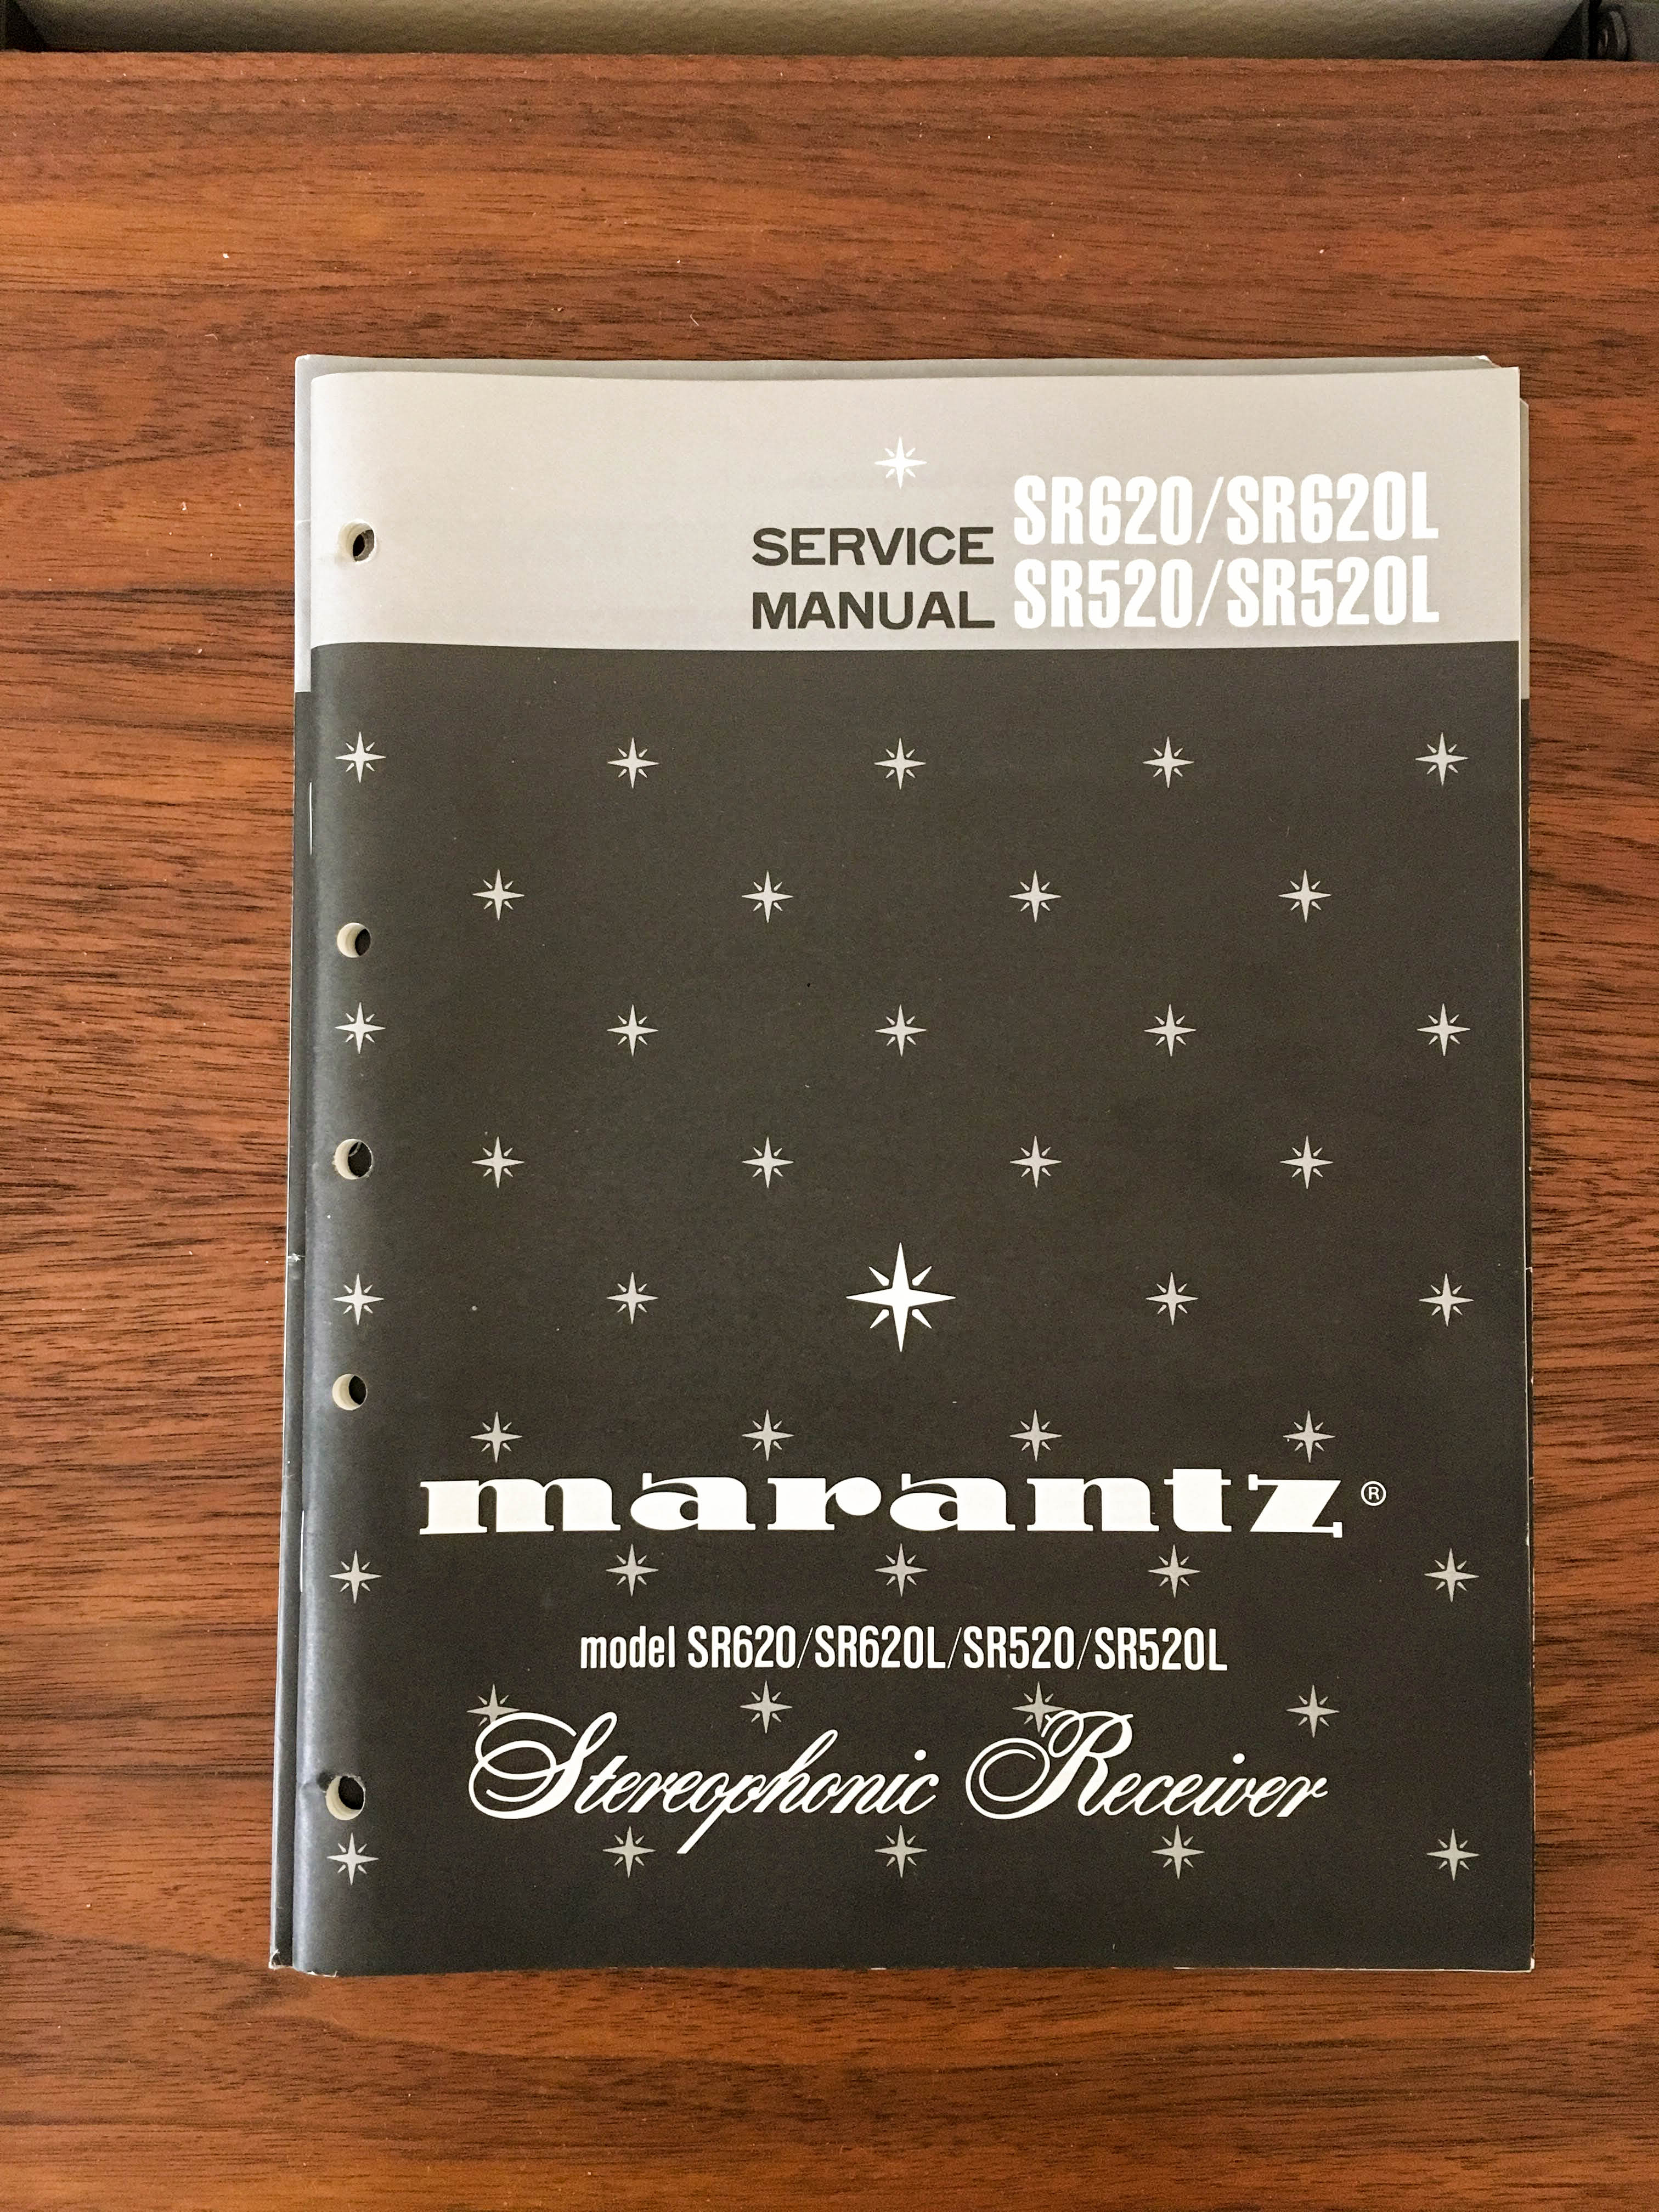 SERVICE MANUAL
SR620/SR620L
SR520/SR520L
marantz®
model SR620/SR620L/SR520/SR520L
Stereophonic Receiver